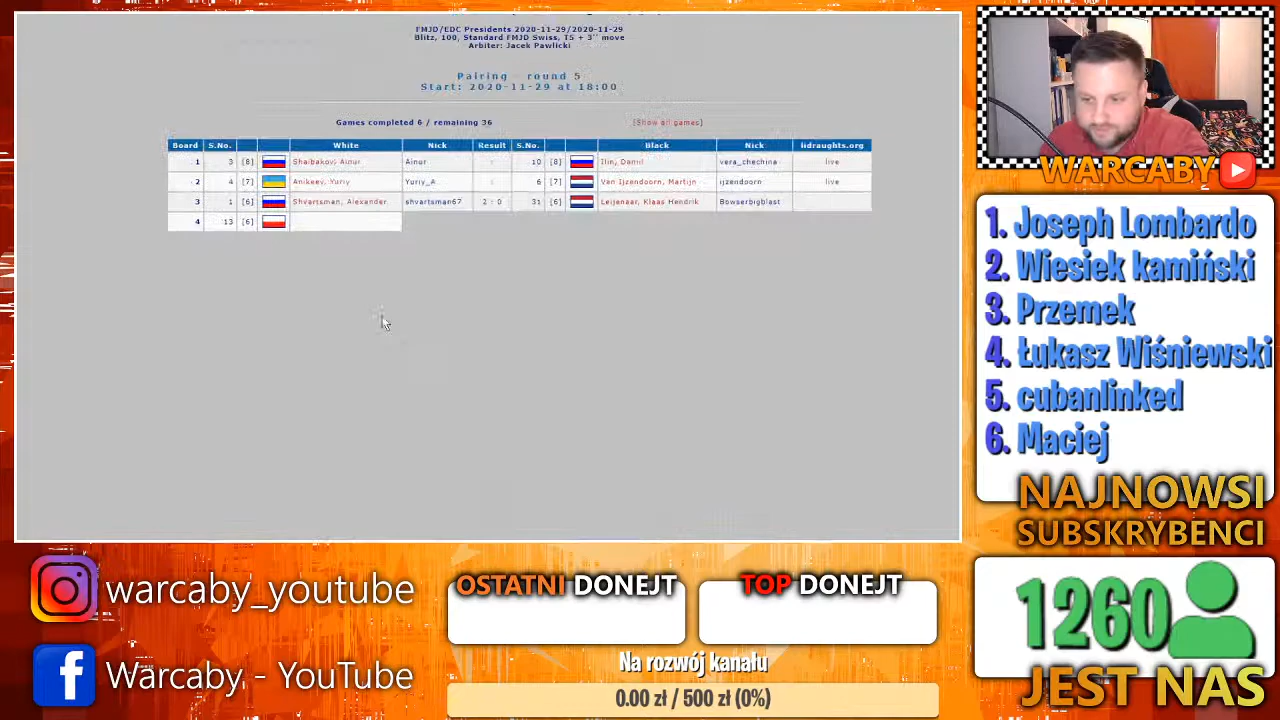 FMJD/EDC Presidents 2020-11-29/2020-11-29
Blitz, 100, Standard FMJD Swiss, T5 + 3'' move
Arbiter: Jacek Pawlicki
Pairing round 5
Start: 2020-11-29 at 18:00
Games completed 6 / remaining 36
[Show all games]
Board S.No. White Nick Result S.No. Black Nick lidraughts.org
1 3 [8] Shaibakov, Ainur Ainur 10 [8] Ilin, Danil vera_chechina live
2 4 [7] Anikeev, Yuriy Yuriy_A 6 [7] Van Ijzendoorn, Martijn ijzendoorn live
3 1 [6] Shvartsman, Alexander shvartsman67 2 : 0 31 [6] Leijenaar, Klaas Hendrik Bowserbigblast
4 13 [6]
WARCABY
1. Joseph Lombardo
2. Wiesiek kamiński
3. Przemek
4. Łukasz Wiśniewski
5. cubanlinked
6. Maciej
NAJNOWSI
SUBSKRYBENCI
1260
JEST NAS
warcaby_youtube
Warcaby - YouTube
OSTATNI DONEJT
TOP DONEJT
Na rozwój kanału
0.00 zł / 500 zł (0%)